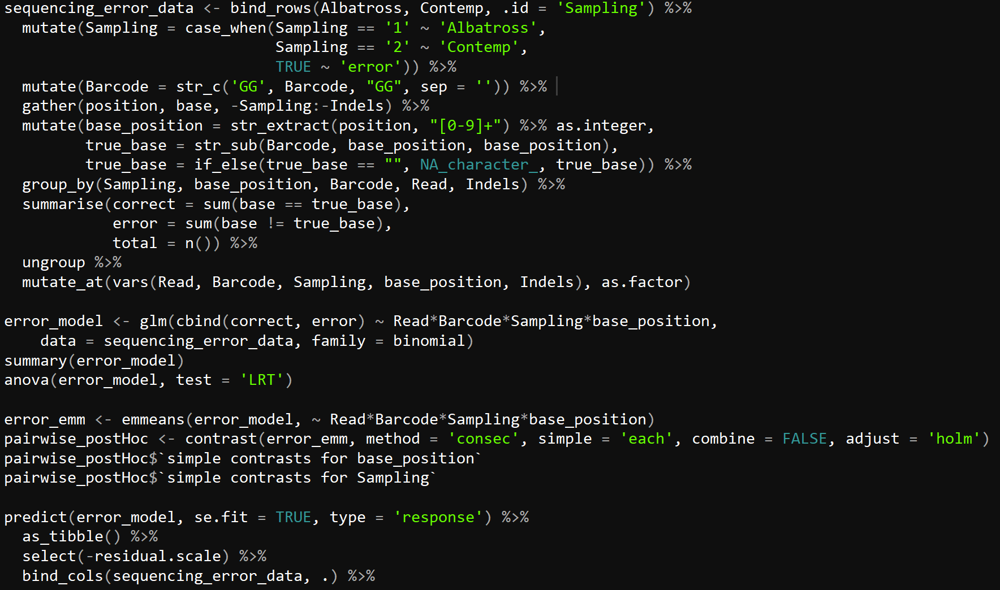 sequencing_error_data <- bind_rows(Albatross, Contemp, .id = 'Sampling') %>%
  mutate(Sampling = case_when(Sampling == '1' ~ 'Albatross',
                              Sampling == '2' ~ 'Contemp',
                              TRUE ~ 'error')) %>%
  mutate(Barcode = str_c('GG', Barcode, "GG", sep = '')) %>%
  gather(position, base, -Sampling:-Indels) %>%
  mutate(base_position = str_extract(position, "[0-9]+") %>% as.integer,
         true_base = str_sub(Barcode, base_position, base_position),
         true_base = if_else(true_base == "", NA_character_, true_base)) %>%
  group_by(Sampling, base_position, Barcode, Read, Indels) %>%
  summarise(correct = sum(base == true_base),
            error = sum(base != true_base),
            total = n()) %>%
  ungroup %>%
  mutate_at(vars(Read, Barcode, Sampling, base_position, Indels), as.factor)

error_model <- glm(cbind(correct, error) ~ Read*Barcode*Sampling*base_position,
    data = sequencing_error_data, family = binomial)
summary(error_model)
anova(error_model, test = 'LRT')

error_emm <- emmeans(error_model, ~ Read*Barcode*Sampling*base_position)
pairwise_postHoc <- contrast(error_emm, method = 'consec', simple = 'each', combine = FALSE, adjust = 'holm')
pairwise_postHoc$`simple contrasts for base_position`
pairwise_postHoc$`simple contrasts for Sampling`

predict(error_model, se.fit = TRUE, type = 'response') %>%
  as_tibble() %>%
  select(-residual.scale) %>%
  bind_cols(sequencing_error_data, .) %>%